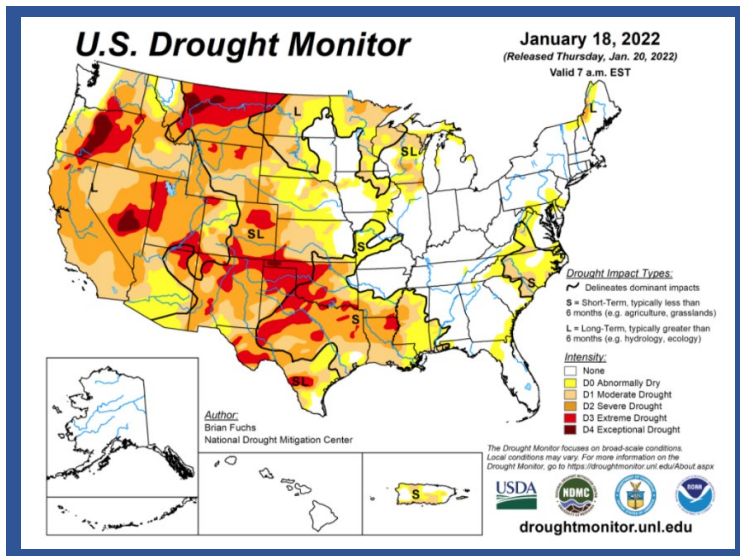 U.S. Drought Monitor
January 18, 2022
(Released Thursday, Jan. 20, 2022)
Valid 7 a.m. EST
L
L
SL
L
SL
S
S
S
SL
Drought Impact Types:
Delineates dominant impacts
S = Short-Term, typically less than
6 months (e.g. agriculture, grasslands)
L = Long-Term, typically greater than
6 months (e.g. hydrology, ecology)
Intensity:
None
D0 Abnormally Dry
D1 Moderate Drought
D2 Severe Drought
D3 Extreme Drought
D4 Exceptional Drought
Author:
Brian Fuchs
National Drought Mitigation Center
S
The Drought Monitor focuses on broad-scale conditions.
Local conditions may vary. For more information on the
Drought Monitor, go to https://droughtmonitor.unl.edu/About.aspx
USDA
NDMC
NOAA
droughtmonitor.unl.edu